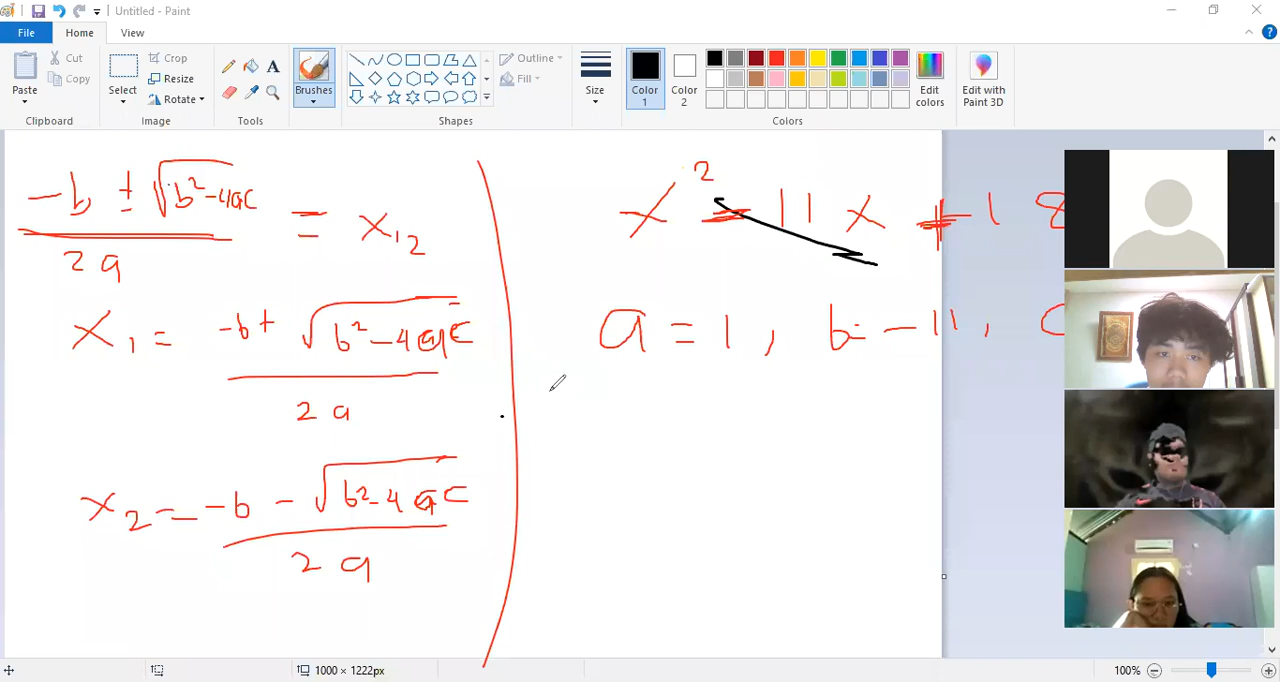 Untitled - Paint
File Home View
Paste
Cut
Copy
Clipboard
Select
Crop
Resize
Rotate
Image
A
Tools
Brushes
Shapes
Outline
Fill
Size
Color 1
Color 2
Edit colors
Colors
Edit with Paint 3D
-b ± √b²-4ac / 2a = x₁₂
x₁ = -b + √b²-4ac / 2a
x₂ = -b - √b²-4ac / 2a
x² - 11x + 18
a = 1, b = -11,
1000 × 1222px
100%